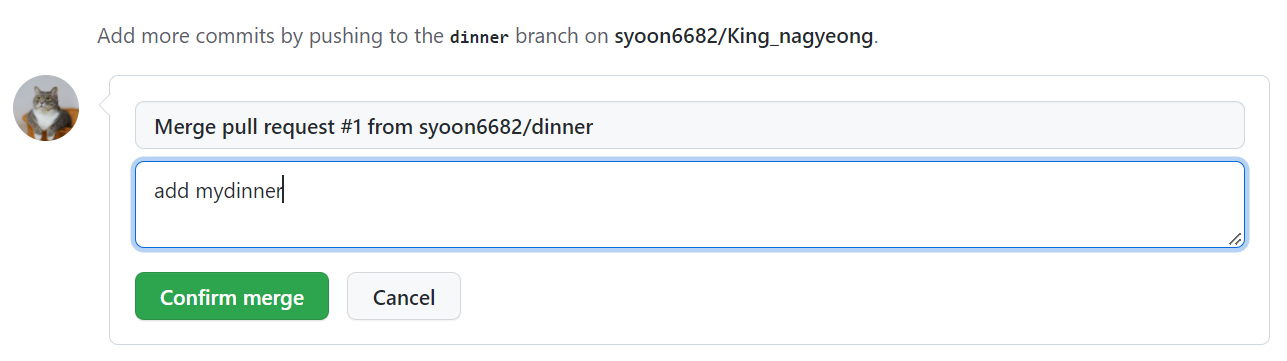 Add more commits by pushing to the dinner branch on syoon6682/King_nagyeong.
Merge pull request #1 from syoon6682/dinner
add mydinner
Confirm merge
Cancel